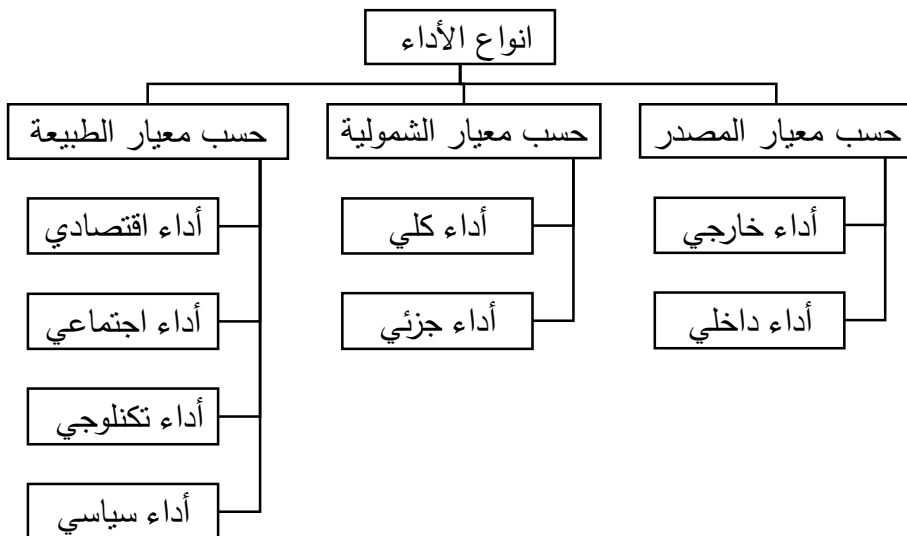 انواع الأداء
حسب معيار المصدر
حسب معيار الشمولية
حسب معيار الطبيعة
أداء خارجي
أداء كلي
أداء اقتصادي
أداء داخلي
أداء جزئي
أداء اجتماعي
أداء تكنلوجي
أداء سياسي